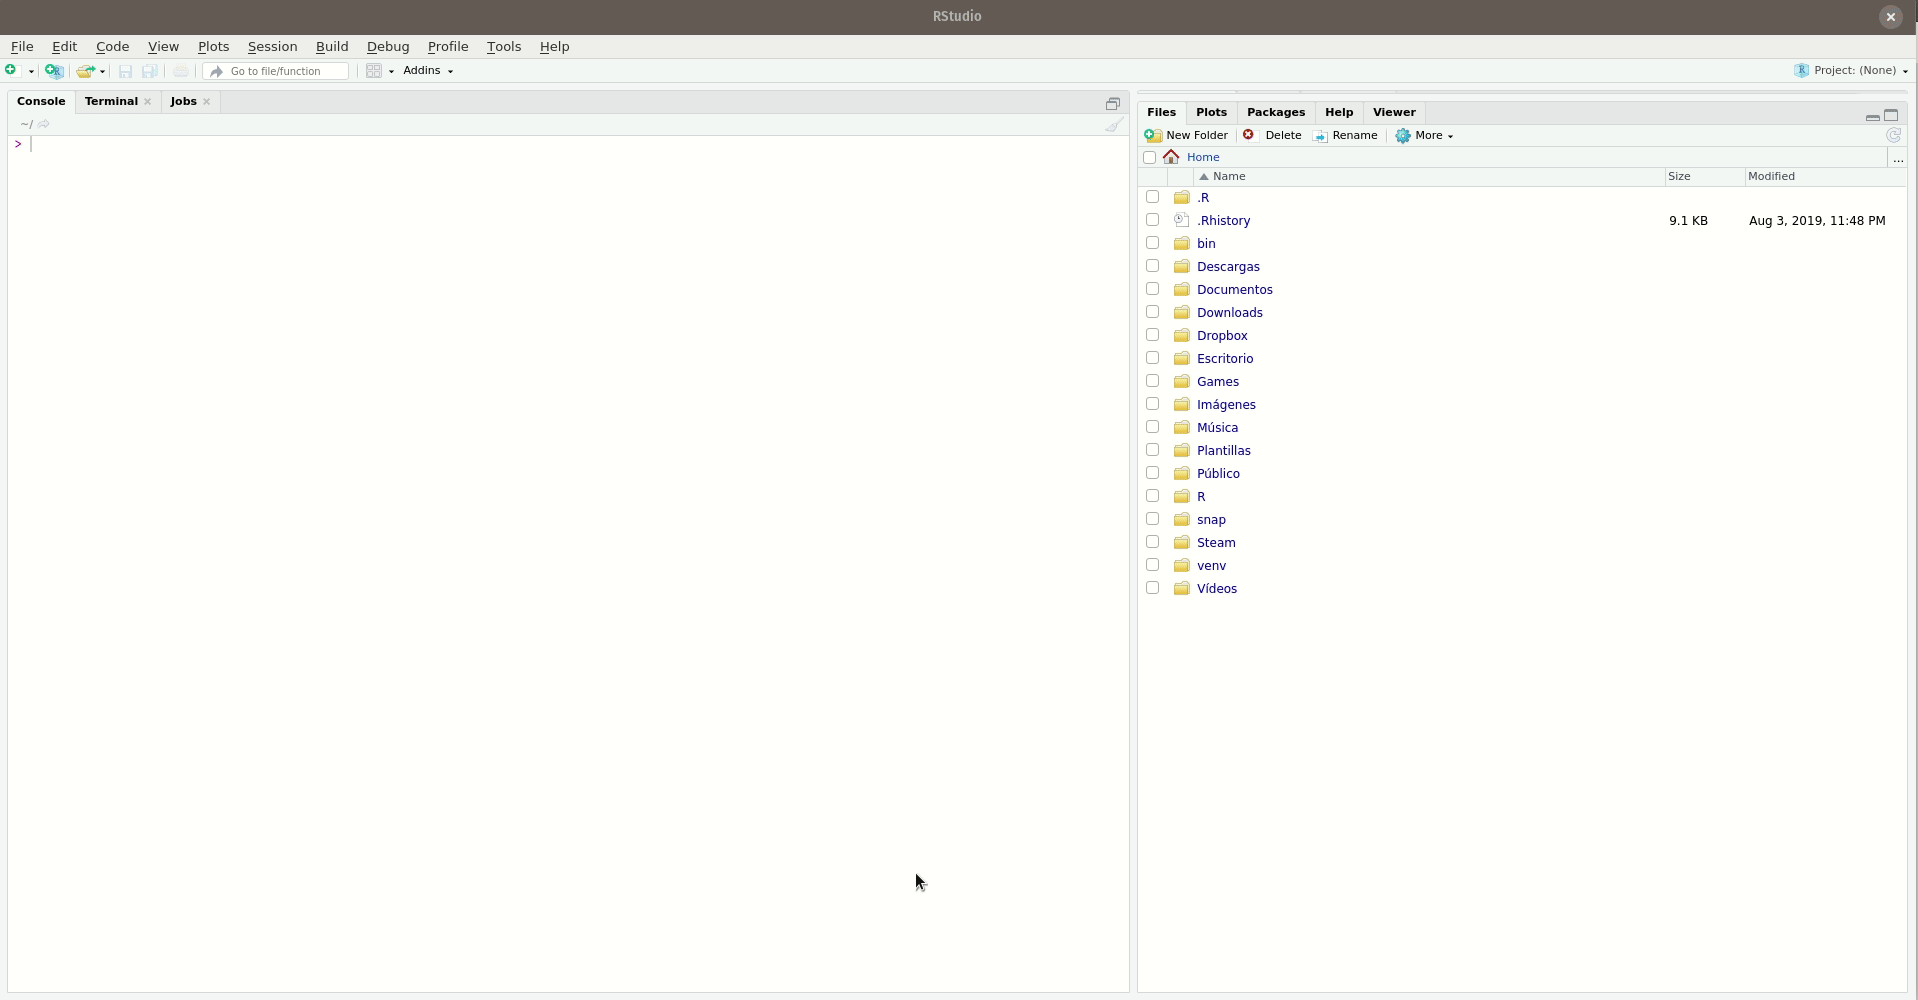 RStudio
File Edit Code View Plots Session Build Debug Profile Tools Help
Go to file/function Addins Project: (None)
Console Terminal Jobs
~/
>
Files Plots Packages Help Viewer
New Folder Delete Rename More
Home ...
Name Size Modified
.R
.Rhistory 9.1 KB Aug 3, 2019, 11:48 PM
bin
Descargas
Documentos
Downloads
Dropbox
Escritorio
Games
Imágenes
Música
Plantillas
Público
R
snap
Steam
venv
Vídeos